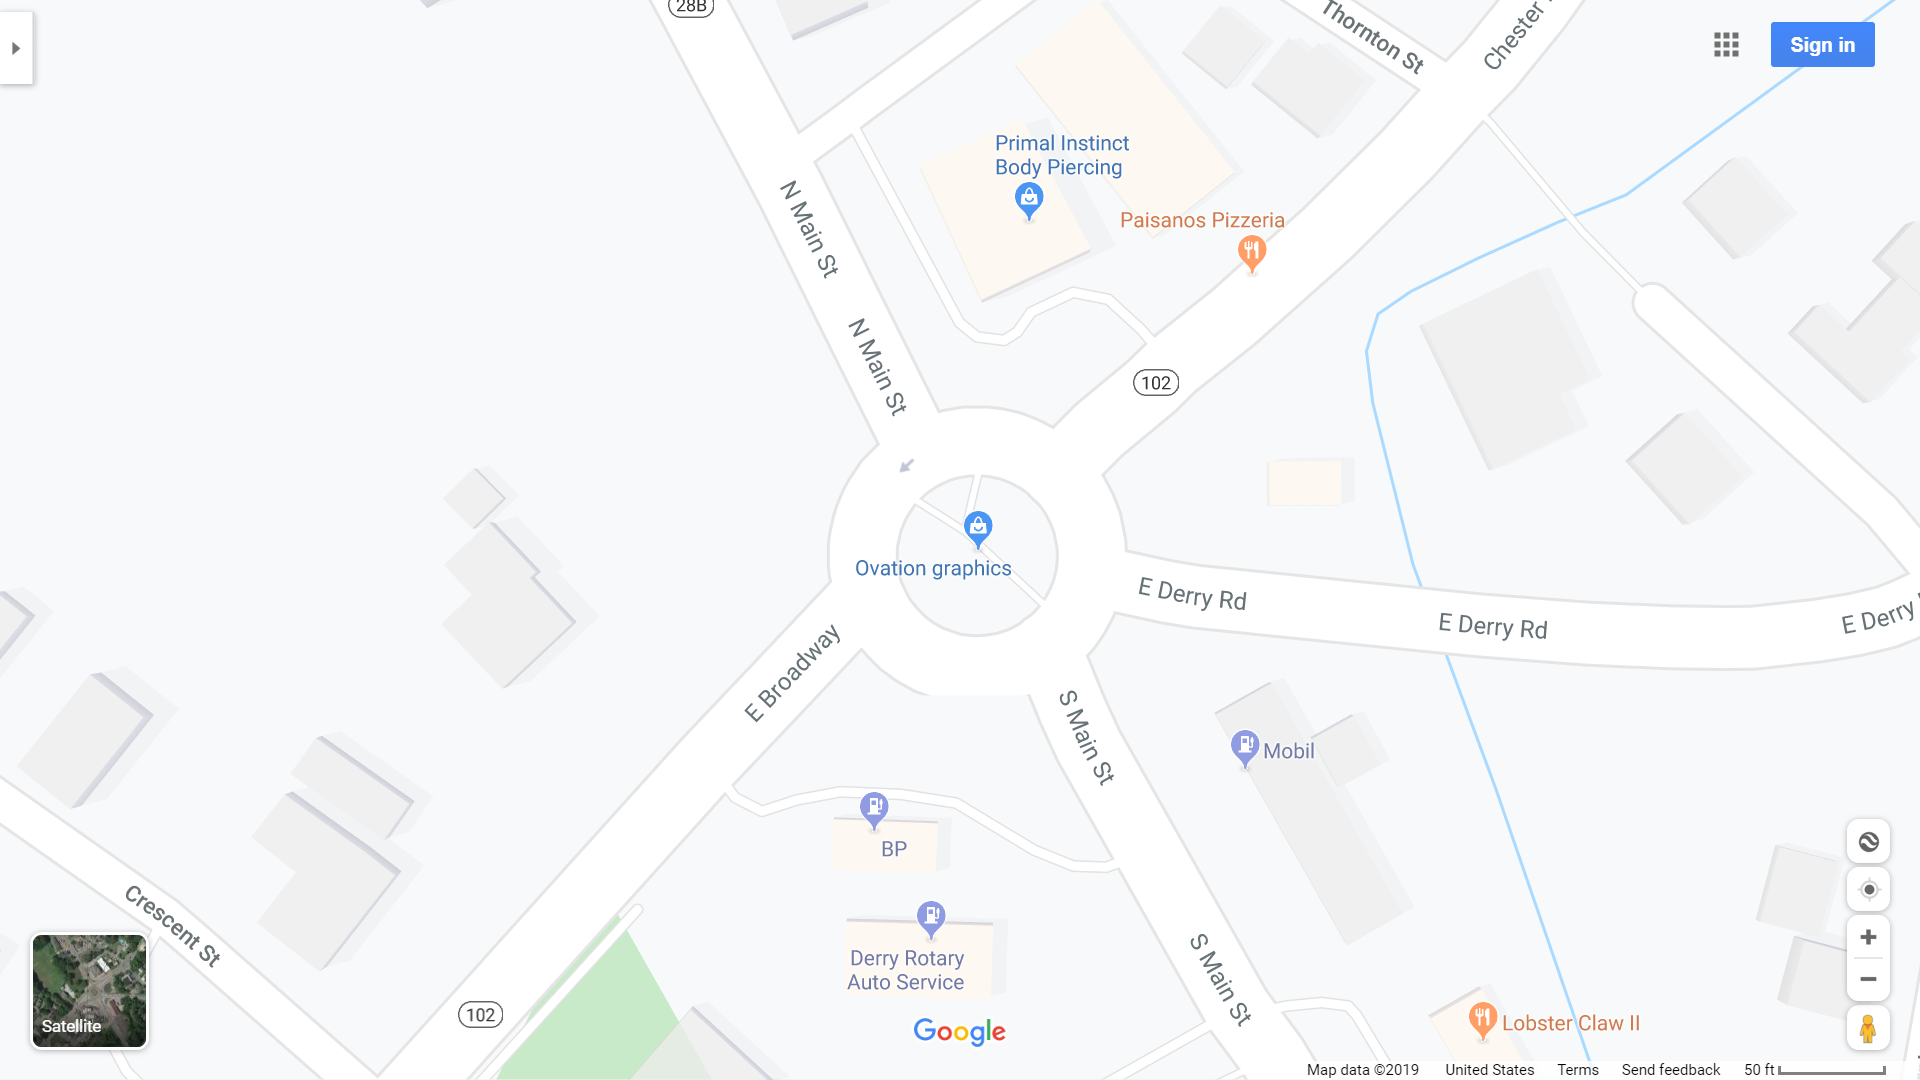 28B
Thornton St
Chester
Sign in
Primal Instinct
Body Piercing
N Main St
Paisanos Pizzeria
N Main St
102
Ovation graphics
E Derry Rd
E Derry Rd
E Derry
E Broadway
S Main St
Mobil
BP
Crescent St
Derry Rotary
Auto Service
S Main St
102
Satellite
Google
Lobster Claw II
Map data ©2019
United States
Terms
Send feedback
50 ft